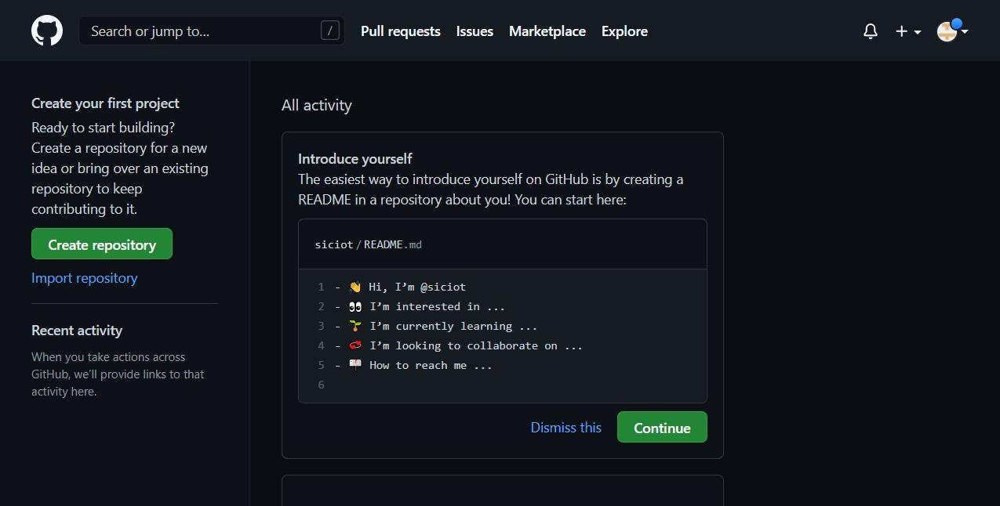 Search or jump to... /
Pull requests
Issues
Marketplace
Explore
Create your first project
Ready to start building?
Create a repository for a new
idea or bring over an existing
repository to keep
contributing to it.
Create repository
Import repository
Recent activity
When you take actions across
GitHub, we’ll provide links to that
activity here.
All activity
Introduce yourself
The easiest way to introduce yourself on GitHub is by creating a
README in a repository about you! You can start here:
siciot/README.md
1 - 👋 Hi, I’m @siciot
2 - 👀 I’m interested in ...
3 - 🌱 I’m currently learning ...
4 - 💞️ I’m looking to collaborate on ...
5 - 📫 How to reach me ...
6
Dismiss this
Continue